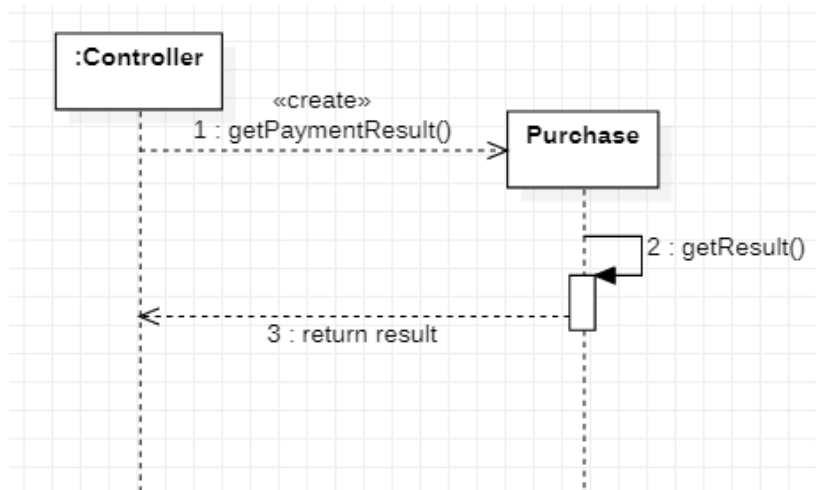 :Controller
«create»
1 : getPaymentResult()
Purchase
2 : getResult()
3 : return result